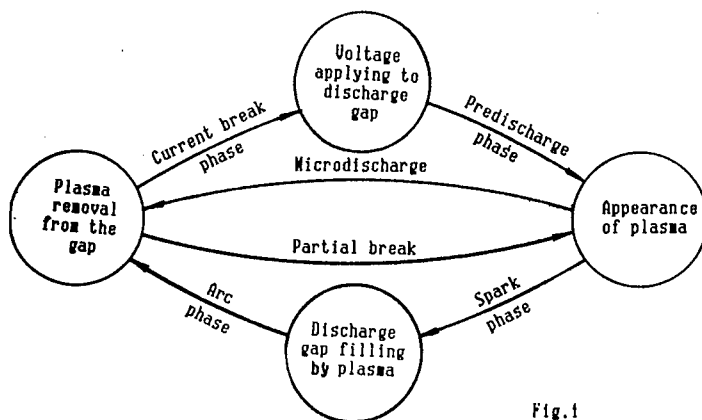 Voltage
applying to
discharge
gap
Current break
phase
Predischarge
phase
Microdischarge
Plasma
removal
from the
gap
Appearance
of plasma
Partial break
Arc
phase
Spark
phase
Discharge
gap filling
by plasma
Fig.1